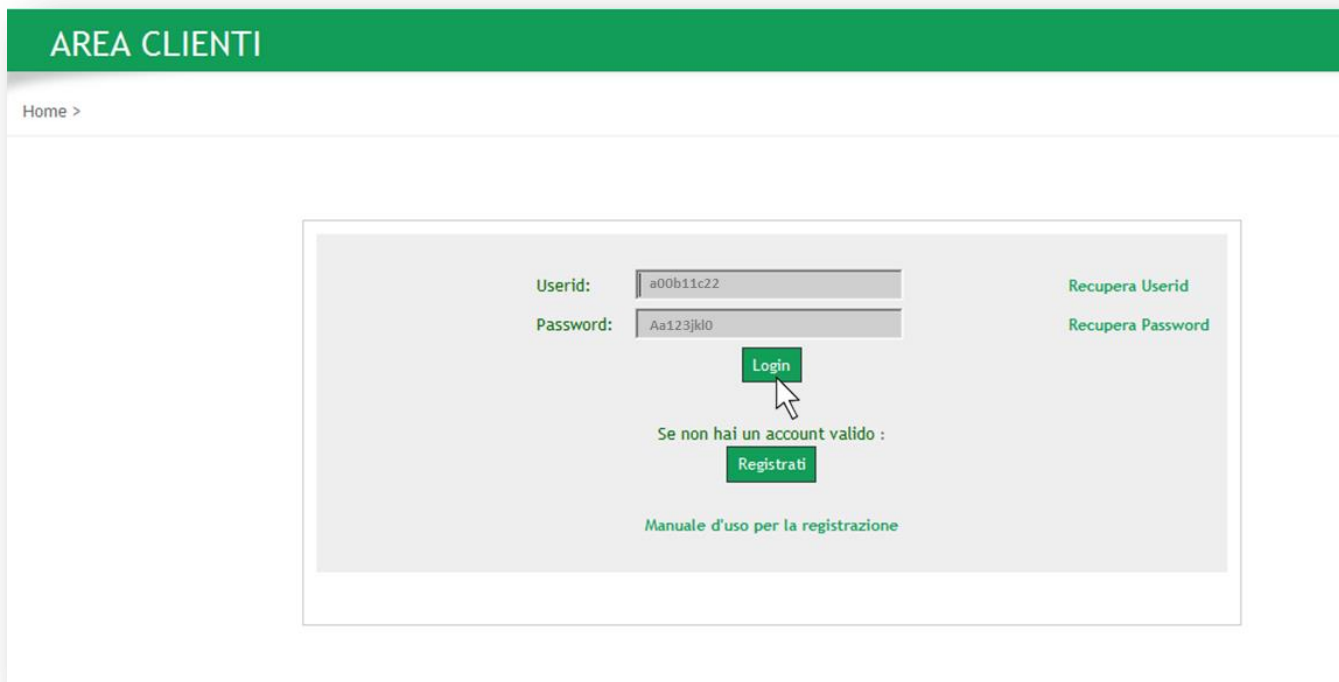 AREA CLIENTI
Home >
Userid: a00b11c22 Recupera Userid
Password: Aa123jkl0 Recupera Password
Login
Se non hai un account valido :
Registrati
Manuale d'uso per la registrazione